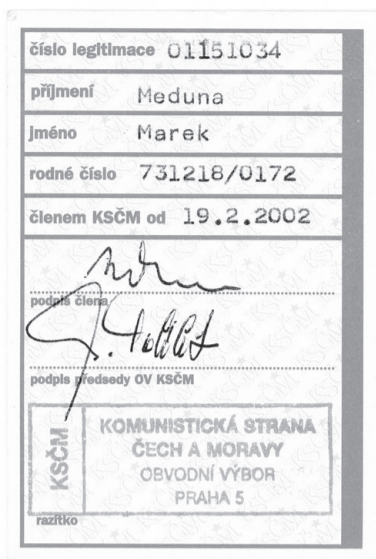 číslo legitimace 01151034
příjmení Meduna
jméno Marek
rodné číslo 731218/0172
členem KSČM od 19.2.2002
podpis člena
podpis předsedy OV KSČM
KSČM
KOMUNISTICKÁ STRANA
ČECH A MORAVY
OBVODNÍ VÝBOR
PRAHA 5
razítko